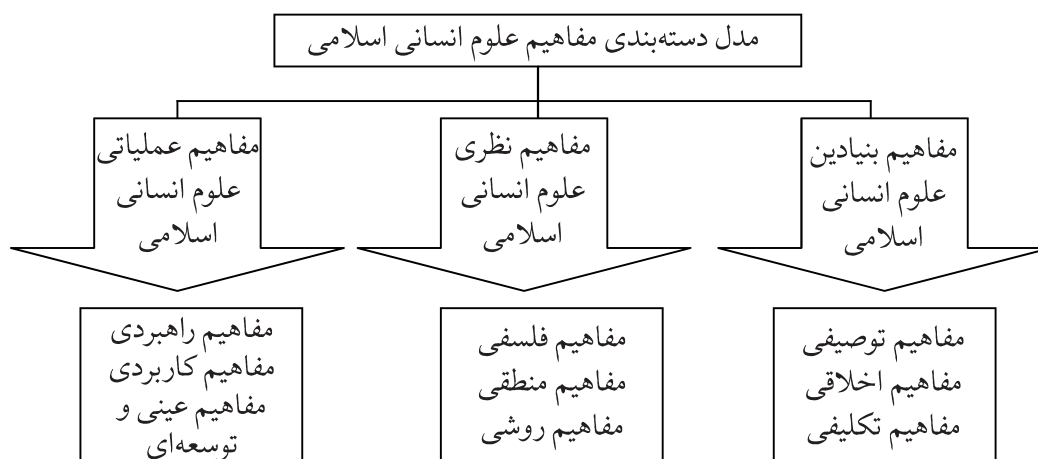 مدل دسته‌بندی مفاهیم علوم انسانی اسلامی
مفاهیم بنیادین
علوم انسانی
اسلامی
مفاهیم نظری
علوم انسانی
اسلامی
مفاهیم عملیاتی
علوم انسانی
اسلامی
مفاهیم توصیفی
مفاهیم اخلاقی
مفاهیم تکلیفی
مفاهیم فلسفی
مفاهیم منطقی
مفاهیم روشی
مفاهیم راهبردی
مفاهیم کاربردی
مفاهیم عینی و
توسعه‌ای